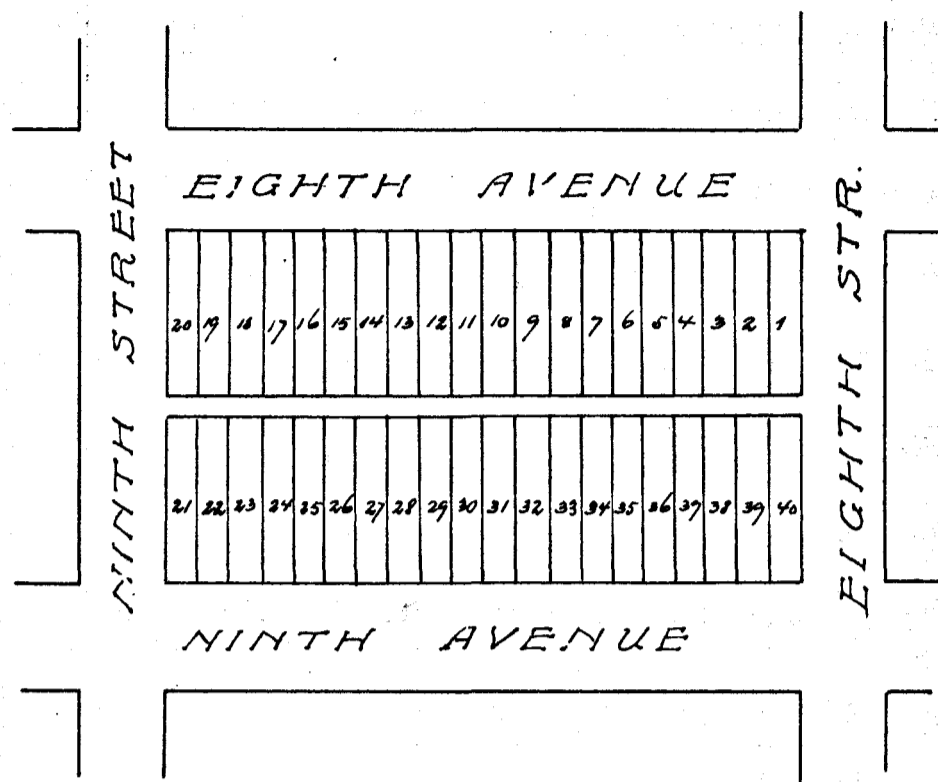 EIGHTH AVENUE
NINTH STREET
EIGHTH STR.
20 19 18 17 16 15 14 13 12 11 10 9 8 7 6 5 4 3 2 1
21 22 23 24 25 26 27 28 29 30 31 32 33 34 35 36 37 38 39 40
NINTH AVENUE